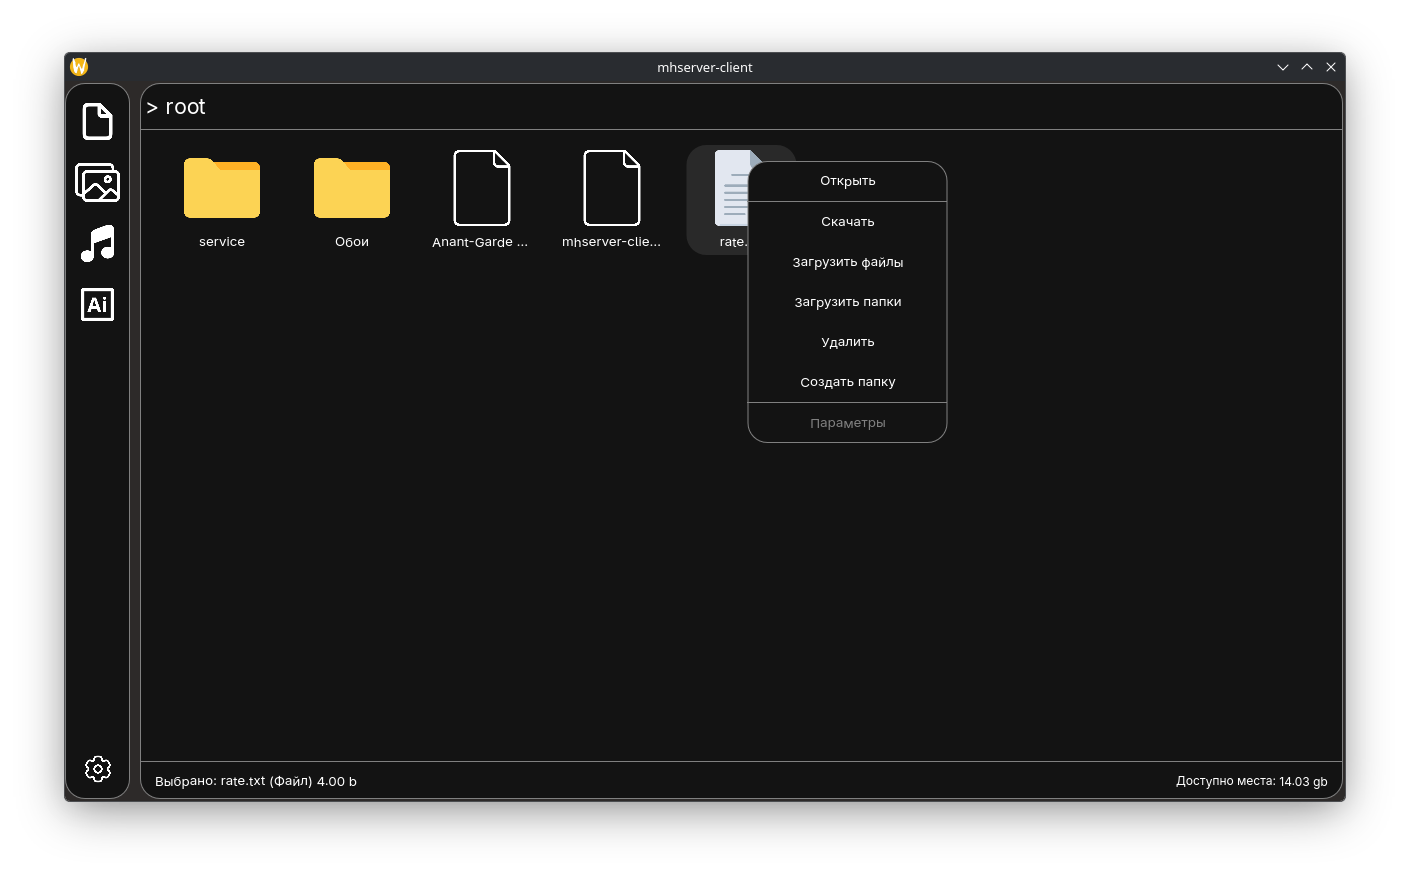 mhserver-client
> root
service
Обои
Anant-Garde ...
mhserver-clie...
rate.
Открыть
Скачать
Загрузить файлы
Загрузить папки
Удалить
Создать папку
Параметры
Ai
Выбрано: rate.txt (Файл) 4.00 b
Доступно места: 14.03 gb